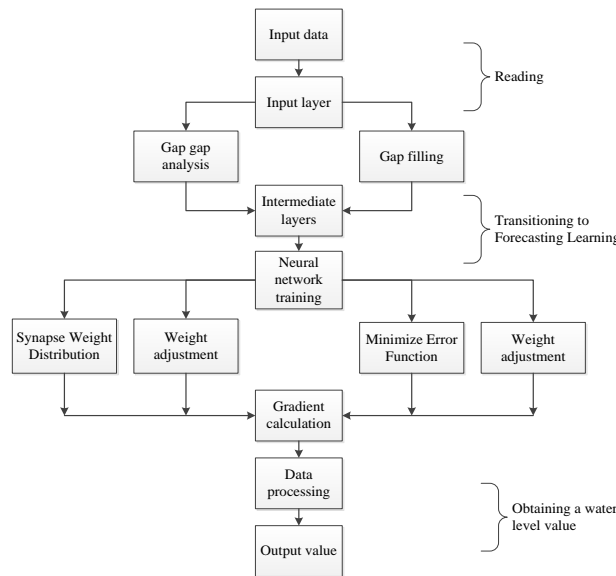 Input data
Reading
Input layer
Gap gap
analysis
Gap filling
Intermediate
layers
Transitioning to
Forecasting Learning
Neural
network
training
Synapse Weight
Distribution
Weight
adjustment
Minimize Error
Function
Weight
adjustment
Gradient
calculation
Data
processing
Obtaining a water
level value
Output value